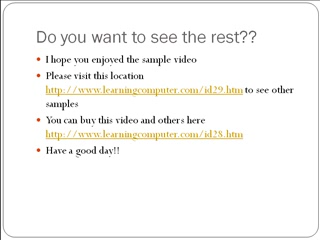 Do you want to see the rest??
• I hope you enjoyed the sample video
• Please visit this location
http://www.learningcomputer.com/id29.htm to see other
samples
• You can buy this video and others here
http://www.learningcomputer.com/id28.htm
• Have a good day!!